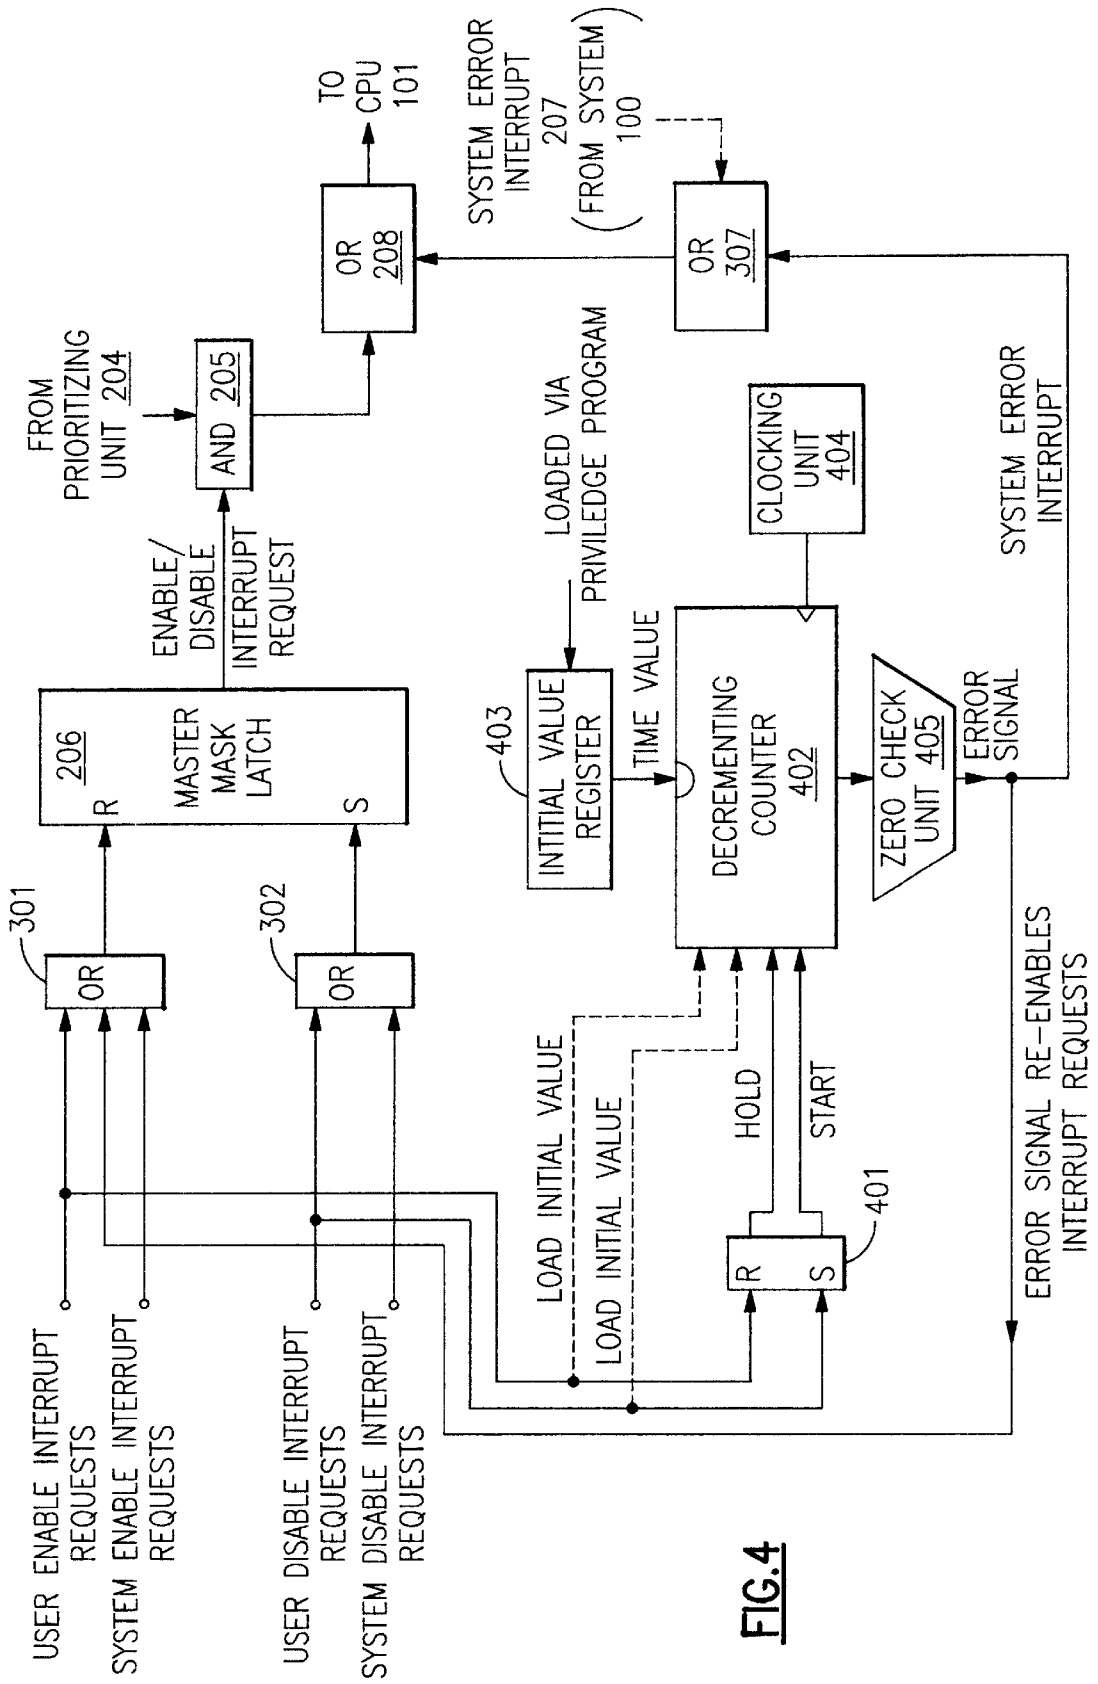 USER ENABLE INTERRUPT
REQUESTS
SYSTEM ENABLE INTERRUPT
REQUESTS
USER DISABLE INTERRUPT
REQUESTS
SYSTEM DISABLE INTERRUPT
REQUESTS
301
OR
302
OR
206
R
MASTER
MASK
LATCH
S
ENABLE/
DISABLE
INTERRUPT
REQUEST
FROM
PRIORITIZING
UNIT 204
AND 205
OR
208
TO
CPU
101
SYSTEM ERROR
INTERRUPT
207
(FROM SYSTEM)
100
OR
307
LOADED VIA
PRIVILEDGE PROGRAM
403
INTITIAL VALUE
REGISTER
TIME VALUE
LOAD INITIAL VALUE
LOAD INITIAL VALUE
HOLD
START
R
S
401
DECREMENTING
COUNTER
402
CLOCKING
UNIT
404
ZERO CHECK
UNIT 405
ERROR
SIGNAL
SYSTEM ERROR
INTERRUPT
ERROR SIGNAL RE-ENABLES
INTERRUPT REQUESTS
FIG.4